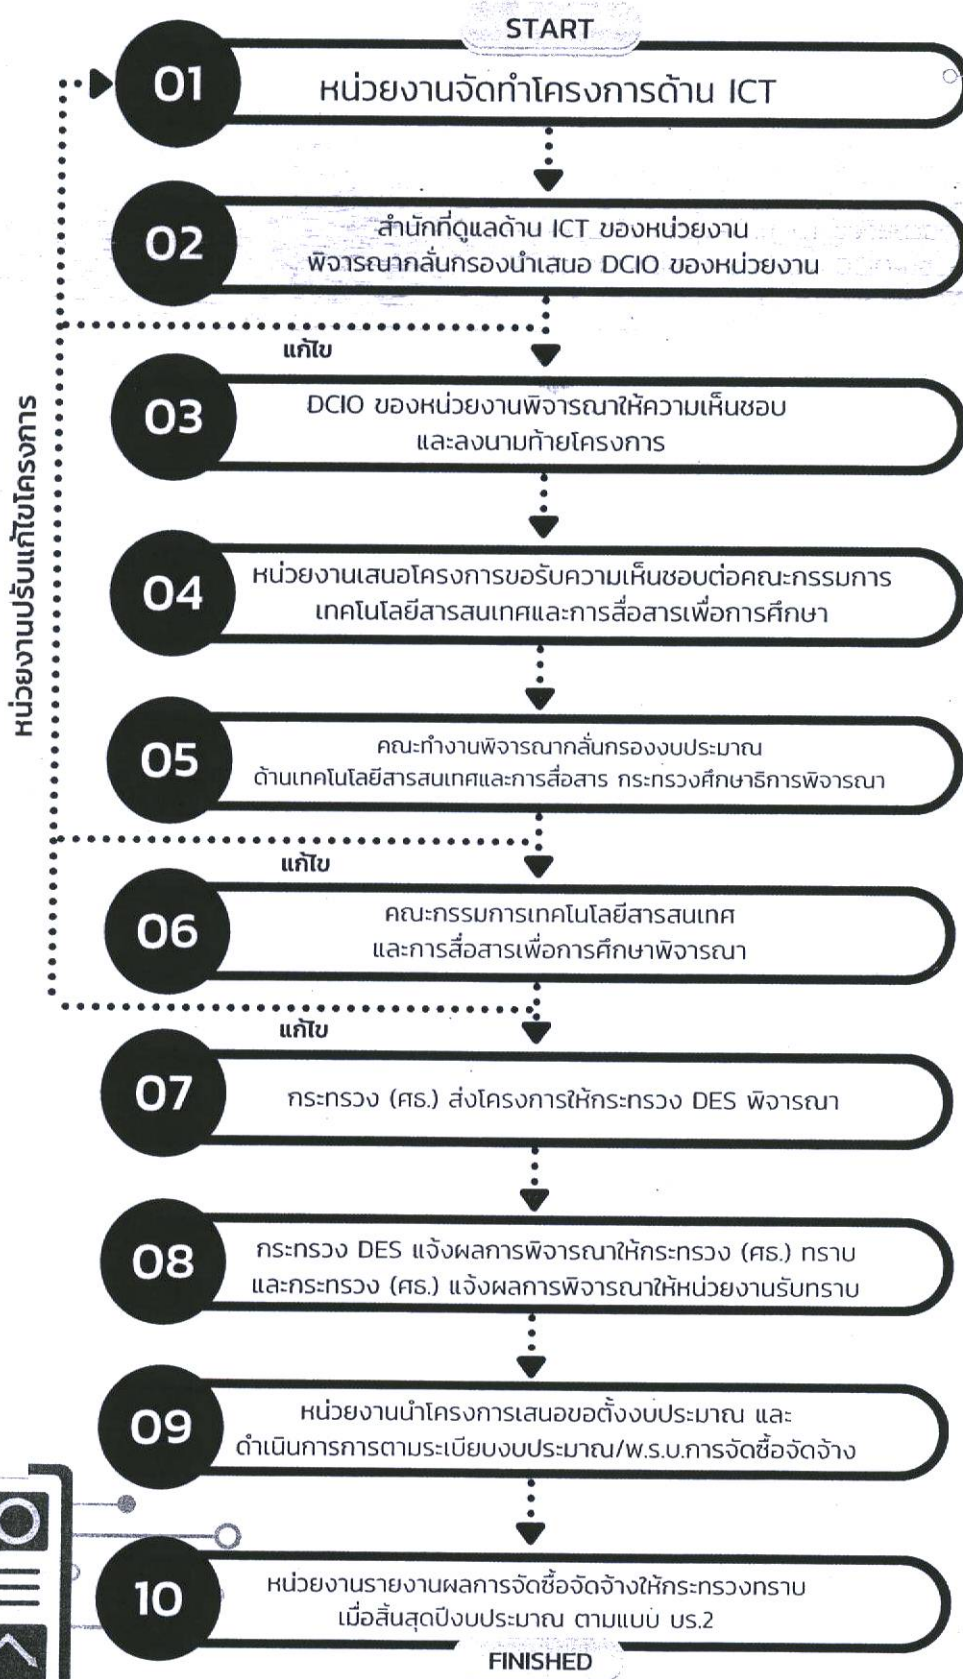 START
01
หน่วยงานจัดทำโครงการด้าน ICT
02
สำนักที่ดูแลด้าน ICT ของหน่วยงาน
พิจารณากลั่นกรองนำเสนอ DCIO ของหน่วยงาน
แก้ไข
03
DCIO ของหน่วยงานพิจารณาให้ความเห็นชอบ
และลงนามท้ายโครงการ
หน่วยงานปรับแก้ไขโครงการ
04
หน่วยงานเสนอโครงการขอรับความเห็นชอบต่อคณะกรรมการ
เทคโนโลยีสารสนเทศและการสื่อสารเพื่อการศึกษา
05
คณะทำงานพิจารณากลั่นกรองงบประมาณ
ด้านเทคโนโลยีสารสนเทศและการสื่อสาร กระทรวงศึกษาธิการพิจารณา
แก้ไข
06
คณะกรรมการเทคโนโลยีสารสนเทศ
และการสื่อสารเพื่อการศึกษาพิจารณา
แก้ไข
07
กระทรวง (ศธ.) ส่งโครงการให้กระทรวง DES พิจารณา
08
กระทรวง DES แจ้งผลการพิจารณาให้กระทรวง (ศธ.) ทราบ
และกระทรวง (ศธ.) แจ้งผลการพิจารณาให้หน่วยงานรับทราบ
09
หน่วยงานนำโครงการเสนอขอตั้งงบประมาณ และ
ดำเนินการการตามระเบียบงบประมาณ/พ.ร.บ.การจัดซื้อจัดจ้าง
10
หน่วยงานรายงานผลการจัดซื้อจัดจ้างให้กระทรวงทราบ
เมื่อสิ้นสุดปีงบประมาณ ตามแบบ บร.2
FINISHED